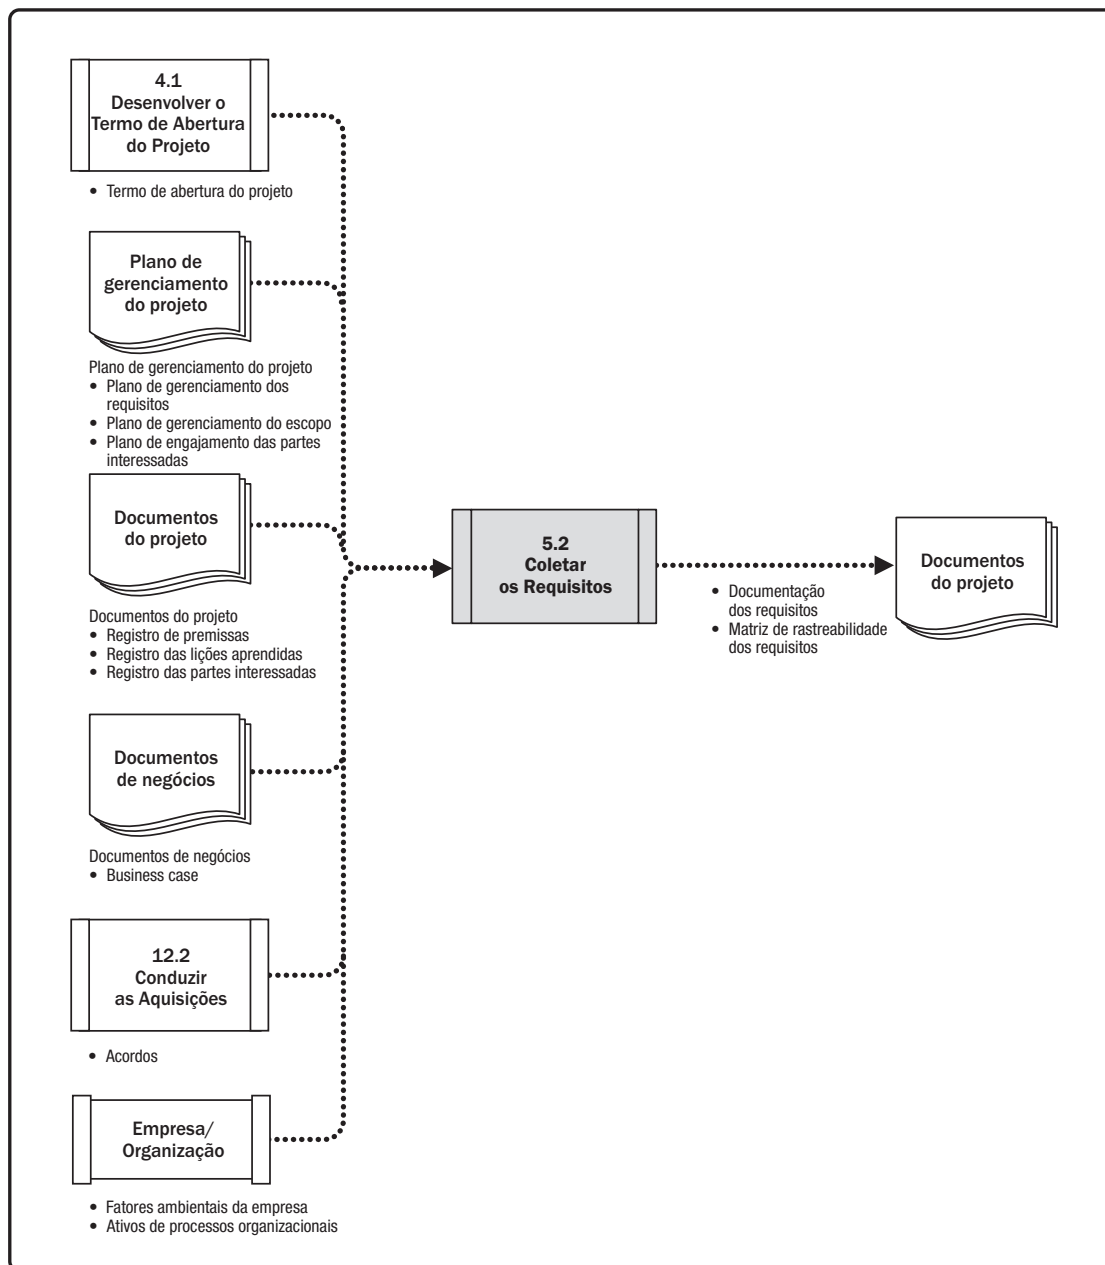 4.1
Desenvolver o
Termo de Abertura
do Projeto
• Termo de abertura do projeto
Plano de
gerenciamento
do projeto
Plano de gerenciamento do projeto
• Plano de gerenciamento dos
requisitos
• Plano de gerenciamento do escopo
• Plano de engajamento das partes
interessadas
Documentos
do projeto
Documentos do projeto
• Registro de premissas
• Registro das lições aprendidas
• Registro das partes interessadas
Documentos
de negócios
Documentos de negócios
• Business case
12.2
Conduzir
as Aquisições
• Acordos
Empresa/
Organização
• Fatores ambientais da empresa
• Ativos de processos organizacionais
5.2
Coletar
os Requisitos
• Documentação
dos requisitos
• Matriz de rastreabilidade
dos requisitos
Documentos
do projeto